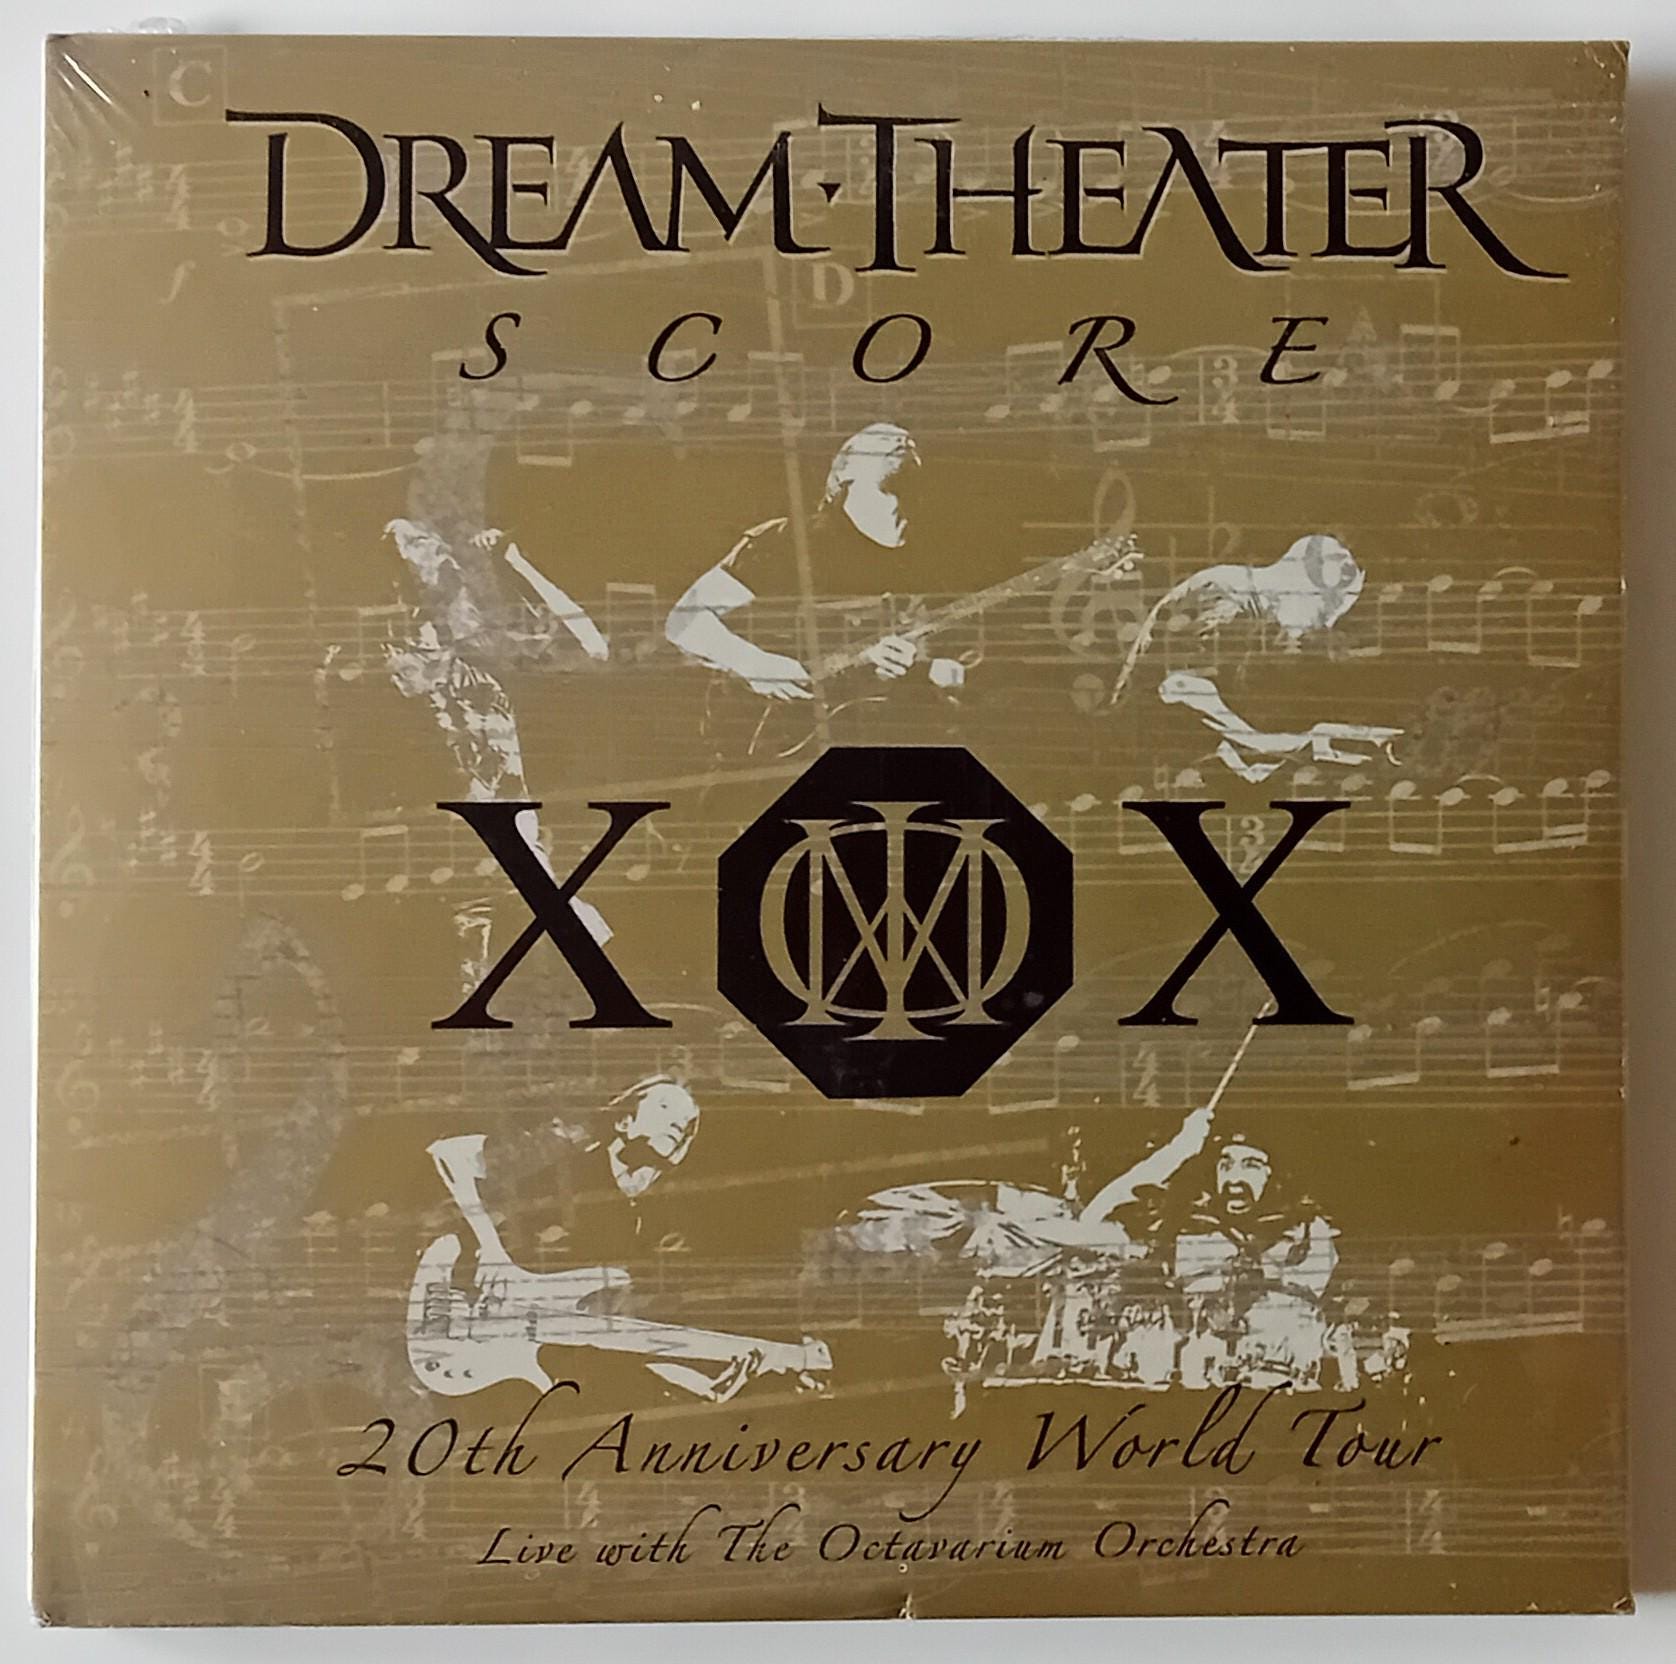 C
DREAM THEATER
D
SCORE
X X
20th Anniversary World Tour
Live with The Octavarium Orchestra